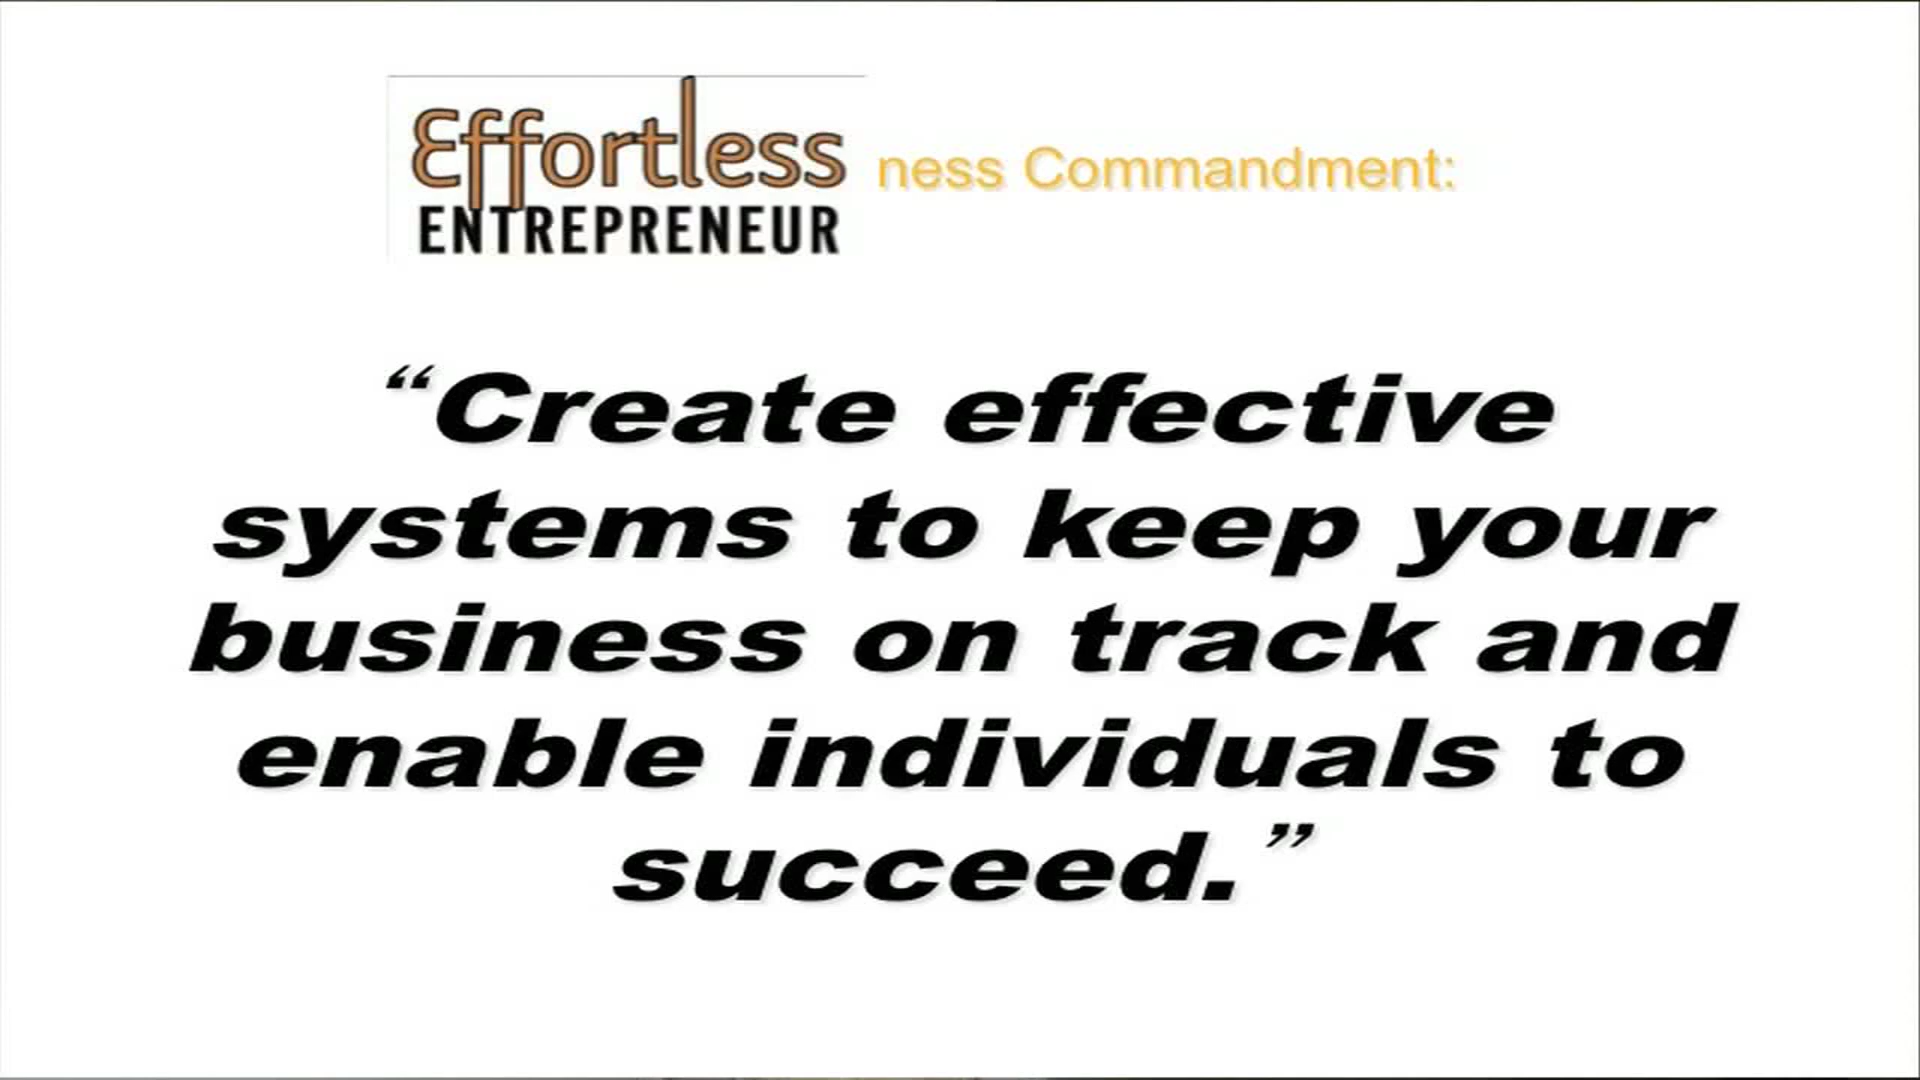 Effortless
ENTREPRENEUR
ness Commandment:
“Create effective
systems to keep your
business on track and
enable individuals to
succeed.”